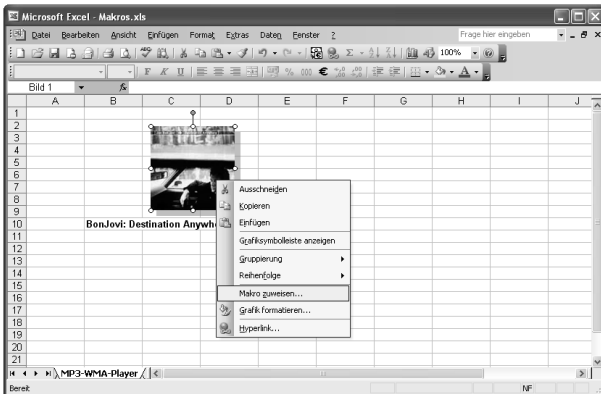 Microsoft Excel - Makros.xls
Datei Bearbeiten Ansicht Einfügen Format Extras Daten Fenster ? Frage hier eingeben
100%
F K U % 000 €
Bild 1 fx
A B C D E F G H I J
1
2
3
4
5
6
7
8
9
10 BonJovi: Destination Anywh
11
12
13
14
15
16
17
18
19
20
21
Ausschneiden
Kopieren
Einfügen
Grafiksymbolleiste anzeigen
Gruppierung
Reihenfolge
Makro zuweisen...
Grafik formatieren...
Hyperlink...
MP3-WMA-Player
Bereit NF